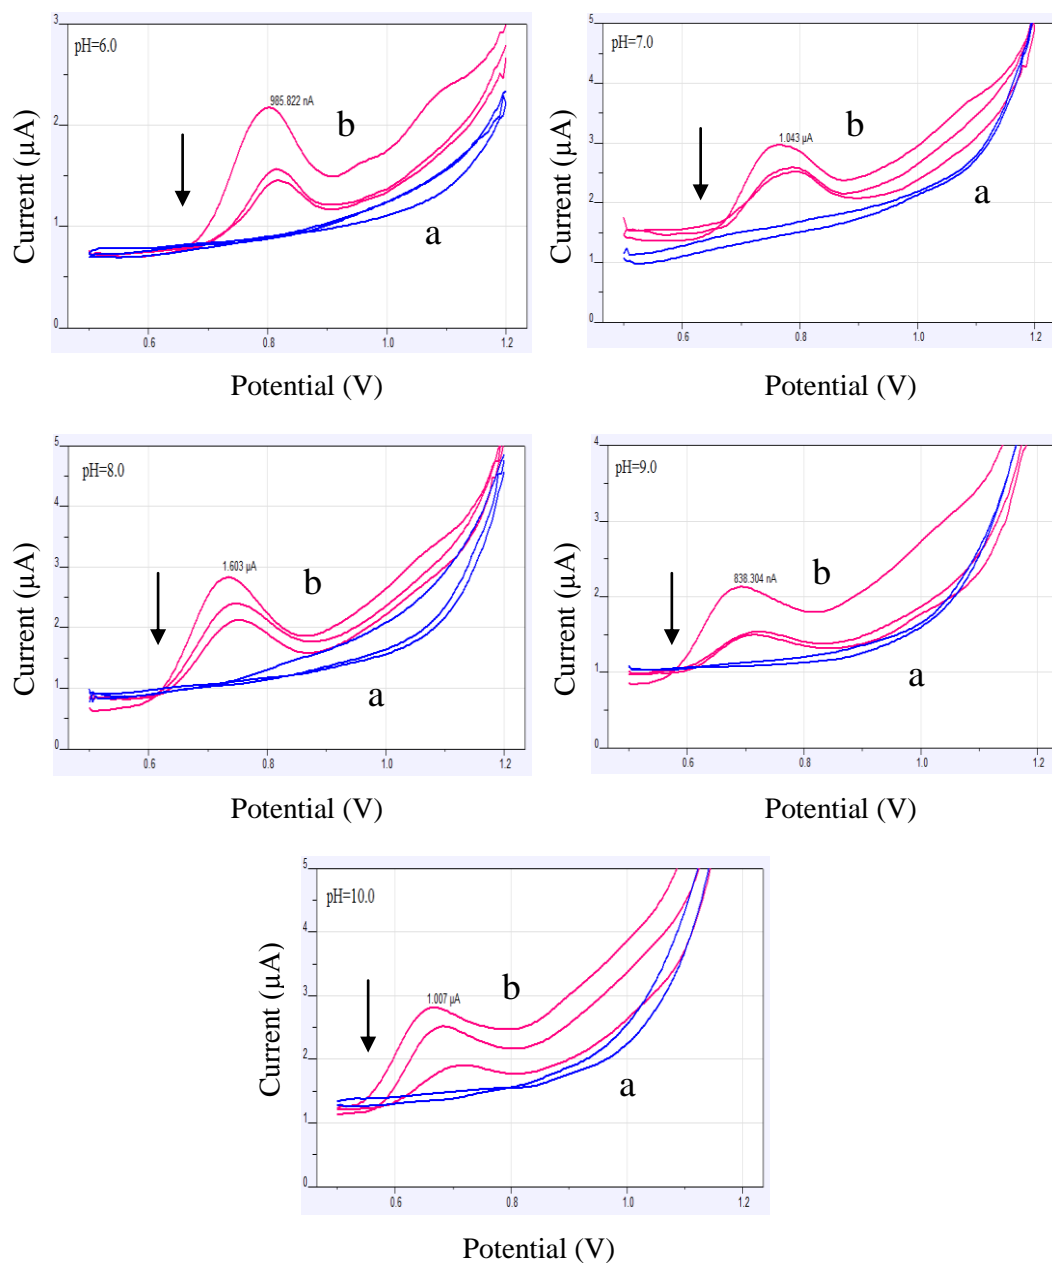 pH=6.0
3
2
1
0
985.822 nA
b
a
Current (µA)
0.6
0.8
1.0
1.2
Potential (V)
pH=7.0
5
4
3
2
1
0
1.043 µA
b
a
Current (µA)
0.6
0.8
1.0
1.2
Potential (V)
pH=8.0
5
4
3
2
1
0
1.603 µA
b
a
Current (µA)
0.6
0.8
1.0
1.2
Potential (V)
pH=9.0
4
3
2
1
0
838.304 nA
b
a
Current (µA)
0.6
0.8
1.0
1.2
Potential (V)
pH=10.0
5
4
3
2
1
0
1.007 µA
b
a
Current (µA)
0.6
0.8
1.0
1.2
Potential (V)